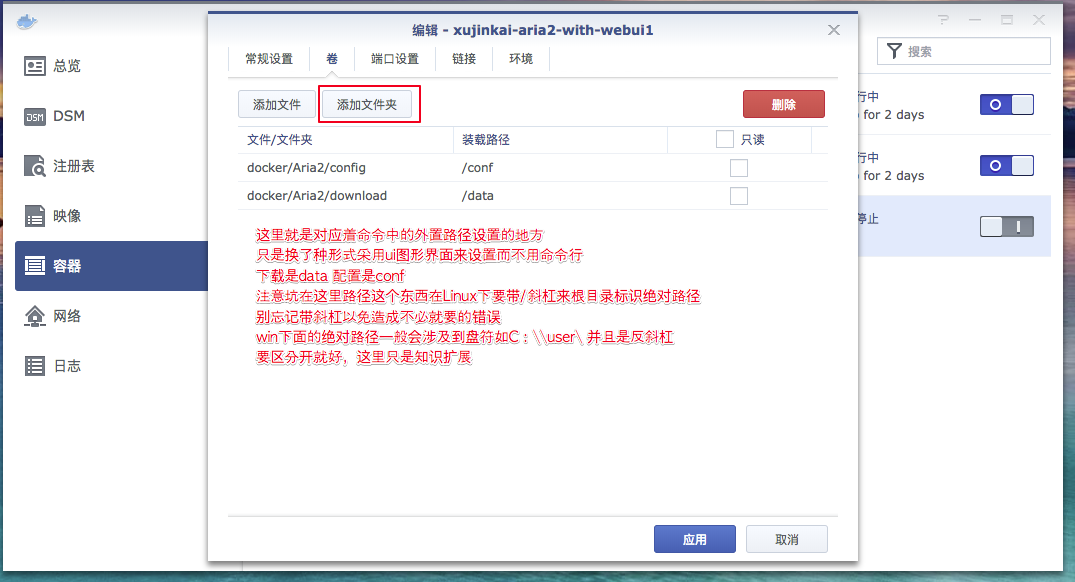 编辑 - xujinkai-aria2-with-webui1
总览
DSM
DSM
注册表
映像
容器
网络
日志
常规设置 卷 端口设置 链接 环境
添加文件 添加文件夹 删除
文件/文件夹 装载路径 只读
docker/Aria2/config /conf
docker/Aria2/download /data
这里就是对应着命令中的外置路径设置的地方
只是换了种形式采用ui图形界面来设置而不用命令行
下载是data 配置是conf
注意坑在这里路径这个东西在Linux下要带/斜杠来根目录标识绝对路径
别忘记带斜杠以免造成不必就要的错误
win下面的绝对路径一般会涉及到盘符如C：\\user\ 并且是反斜杠
要区分开就好，这里只是知识扩展
应用 取消
搜索
行中
for 2 days
行中
for 2 days
停止